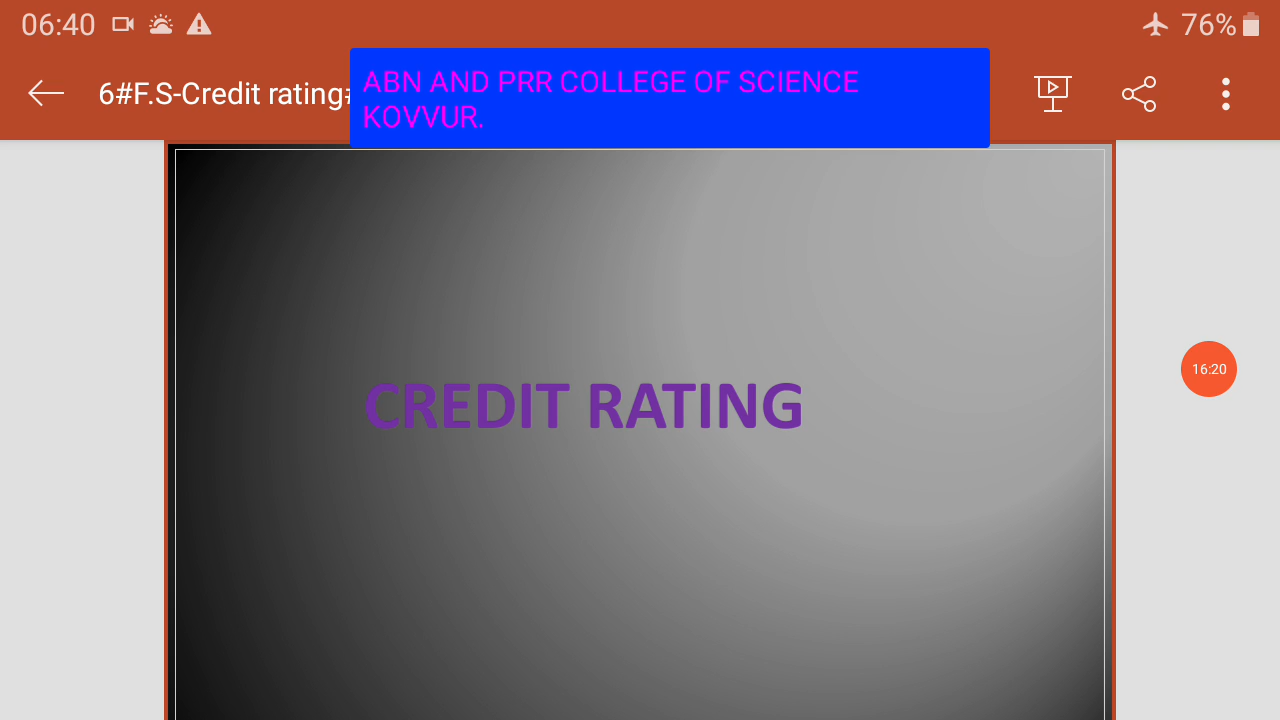 06:40
76%
6#F.S-Credit rating
ABN AND PRR COLLEGE OF SCIENCE
KOVVUR.
CREDIT RATING
16:20